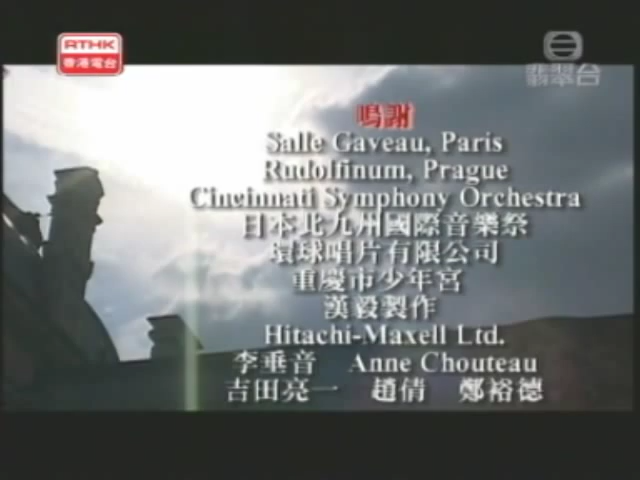 RTHK
香港電台
翡翠台
鳴謝
Salle Gaveau, Paris
Rudolfinum, Prague
Cincinnati Symphony Orchestra
日本北九州國際音樂祭
環球唱片有限公司
重慶市少年宮
漢毅製作
Hitachi-Maxell Ltd.
李垂音 Anne Chouteau
吉田亮一 趙倩 鄭裕德